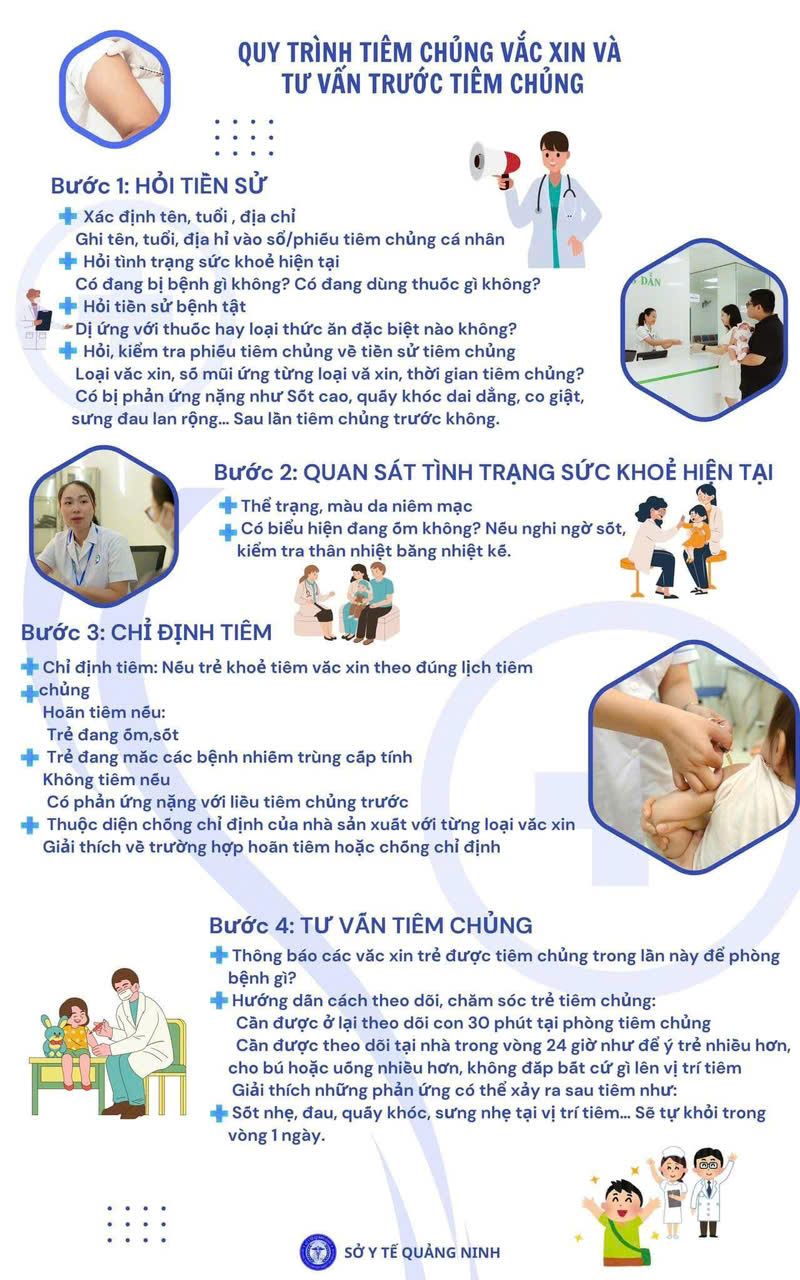 QUY TRÌNH TIÊM CHỦNG VẮC XIN VÀ
TƯ VẤN TRƯỚC TIÊM CHỦNG
Bước 1: HỎI TIỀN SỬ
Xác định tên, tuổi , địa chỉ
Ghi tên, tuổi, địa hỉ vào sổ/phiếu tiêm chủng cá nhân
Hỏi tình trạng sức khoẻ hiện tại
Có đang bị bệnh gì không? Có đang dùng thuốc gì không?
Hỏi tiền sử bệnh tật
Dị ứng với thuốc hay loại thức ăn đặc biệt nào không?
Hỏi, kiểm tra phiếu tiêm chủng về tiền sử tiêm chủng
Loại vắc xin, số mũi ứng từng loại vã xin, thời gian tiêm chủng?
Có bị phản ứng nặng như Sốt cao, quấy khóc dai dẳng, co giật,
sưng đau lan rộng... Sau lần tiêm chủng trước không.
DẪN
Bước 2: QUAN SÁT TÌNH TRẠNG SỨC KHOẺ HIỆN TẠI
Thể trạng, màu da niêm mạc
Có biểu hiện đang ốm không? Nếu nghi ngờ sốt,
kiểm tra thân nhiệt bằng nhiệt kế.
Bước 3: CHỈ ĐỊNH TIÊM
Chỉ định tiêm: Nếu trẻ khoẻ tiêm vắc xin theo đúng lịch tiêm
chủng
Hoãn tiêm nếu:
Trẻ đang ốm,sốt
Trẻ đang mắc các bệnh nhiễm trùng cấp tính
Không tiêm nếu
Có phản ứng nặng với liều tiêm chủng trước
Thuộc diện chống chỉ định của nhà sản xuất với từng loại vắc xin
Giải thích về trường hợp hoãn tiêm hoặc chống chỉ định
Bước 4: TƯ VẤN TIÊM CHỦNG
Thông báo các vắc xin trẻ được tiêm chủng trong lần này để phòng
bệnh gì?
Hướng dẫn cách theo dõi, chăm sóc trẻ tiêm chủng:
Cần được ở lại theo dõi con 30 phút tại phòng tiêm chủng
Cần được theo dõi tại nhà trong vòng 24 giờ như để ý trẻ nhiều hơn,
cho bú hoặc uống nhiều hơn, không đắp bất cứ gì lên vị trí tiêm
Giải thích những phản ứng có thể xảy ra sau tiêm như:
Sốt nhẹ, đau, quấy khóc, sưng nhẹ tại vị trí tiêm... Sẽ tự khỏi trong
vòng 1 ngày.
SỞ Y TẾ QUẢNG NINH